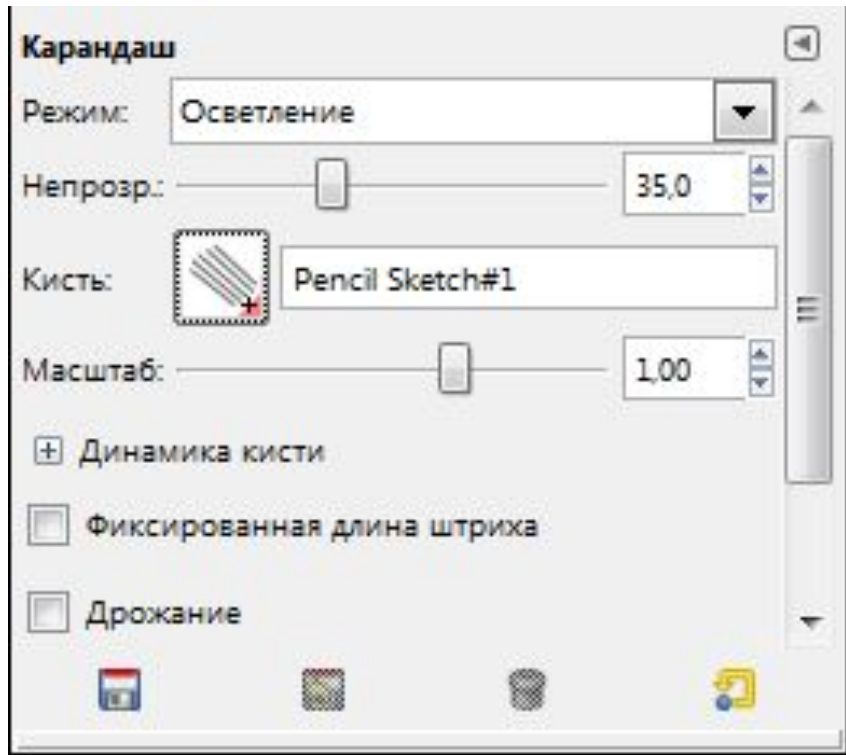 Карандаш
Режим: Осветление
Непрозр.: 35,0
Кисть: Pencil Sketch#1
Масштаб: 1,00
Динамика кисти
Фиксированная длина штриха
Дрожание